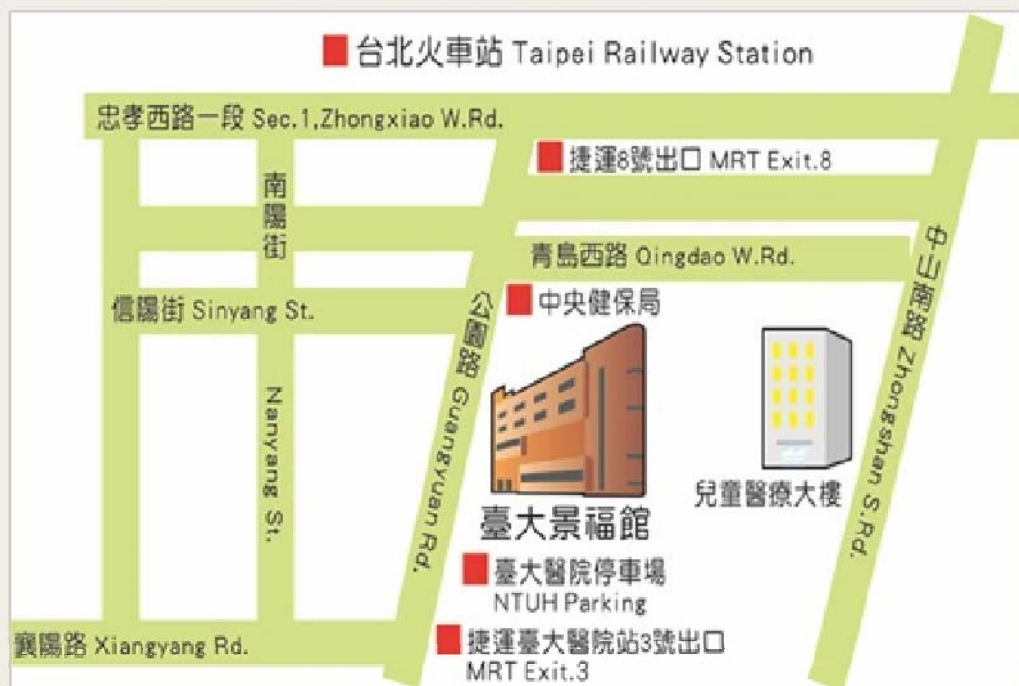 台北火車站 Taipei Railway Station
忠孝西路一段 Sec.1,Zhongxiao W.Rd.
捷運8號出口 MRT Exit.8
南陽街
Nanyang St.
青島西路 Qingdao W.Rd.
中山南路 Zhongshan S.Rd.
信陽街 Sinyang St.
公園路 Guangyuan Rd.
中央健保局
臺大景福館
兒童醫療大樓
臺大醫院停車場
NTUH Parking
襄陽路 Xiangyang Rd.
捷運臺大醫院站3號出口
MRT Exit.3